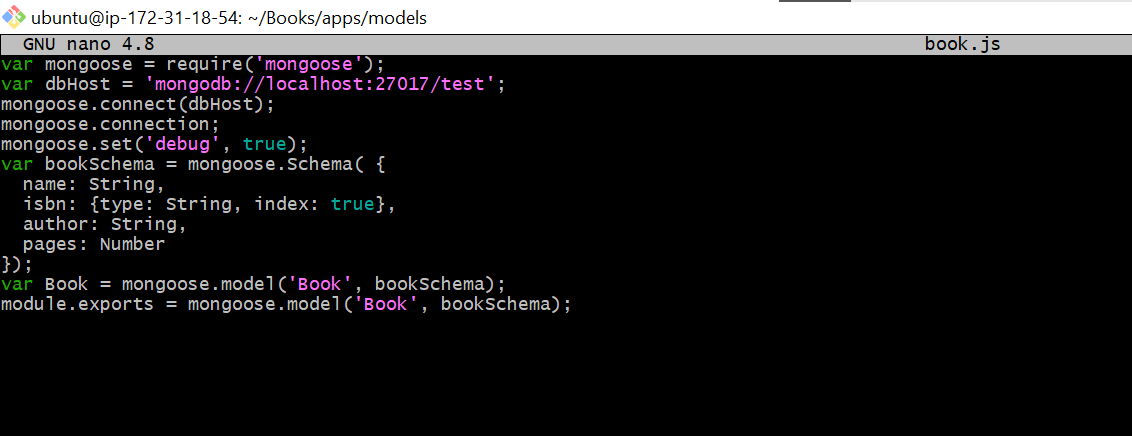 ubuntu@ip-172-31-18-54: ~/Books/apps/models
GNU nano 4.8 book.js
var mongoose = require('mongoose');
var dbHost = 'mongodb://localhost:27017/test';
mongoose.connect(dbHost);
mongoose.connection;
mongoose.set('debug', true);
var bookSchema = mongoose.Schema( {
  name: String,
  isbn: {type: String, index: true},
  author: String,
  pages: Number
});
var Book = mongoose.model('Book', bookSchema);
module.exports = mongoose.model('Book', bookSchema);